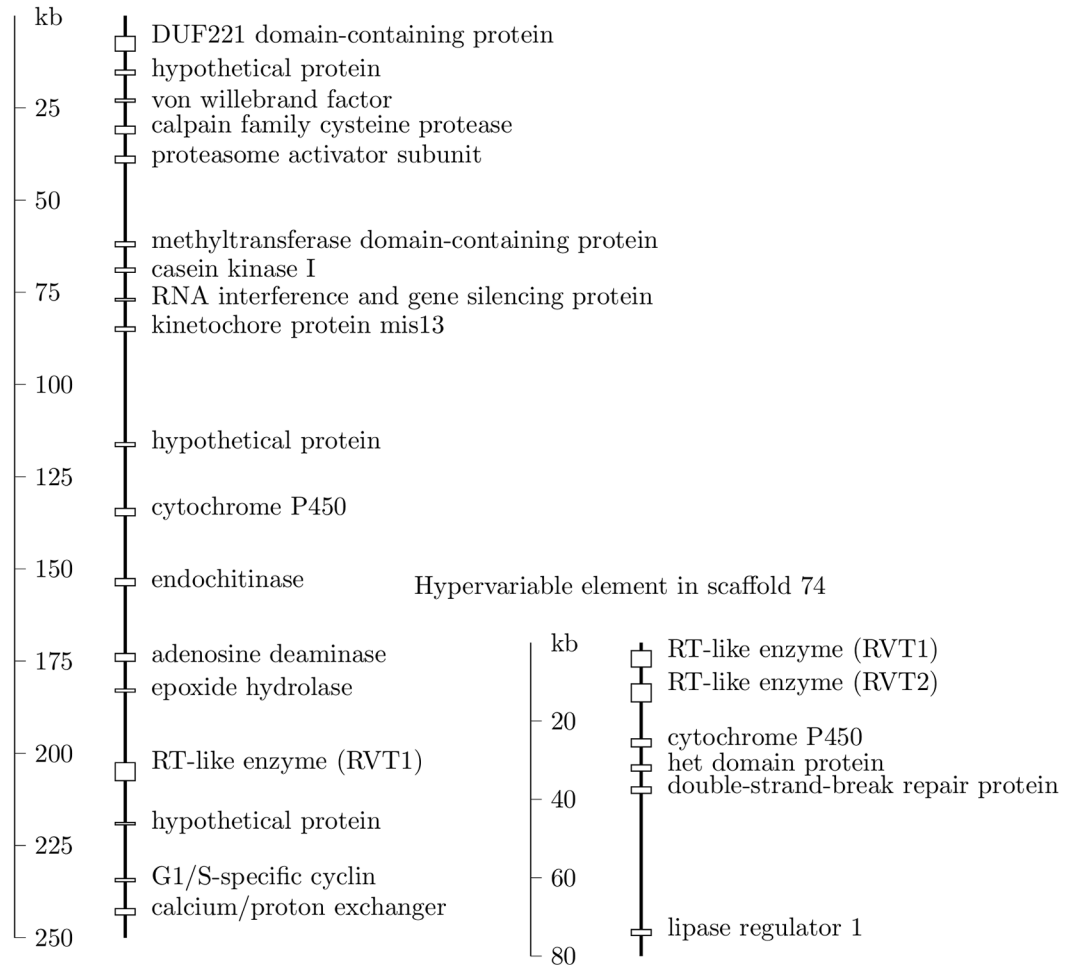 kb
DUF221 domain-containing protein
hypothetical protein
von willebrand factor
25
calpain family cysteine protease
proteasome activator subunit
50
methyltransferase domain-containing protein
casein kinase I
75
RNA interference and gene silencing protein
kinetochore protein mis13
100
hypothetical protein
125
cytochrome P450
150
endochitinase
adenosine deaminase
175
epoxide hydrolase
200
RT-like enzyme (RVT1)
hypothetical protein
225
G1/S-specific cyclin
calcium/proton exchanger
250
Hypervariable element in scaffold 74
kb
RT-like enzyme (RVT1)
RT-like enzyme (RVT2)
20
cytochrome P450
het domain protein
double-strand-break repair protein
40
60
lipase regulator 1
80